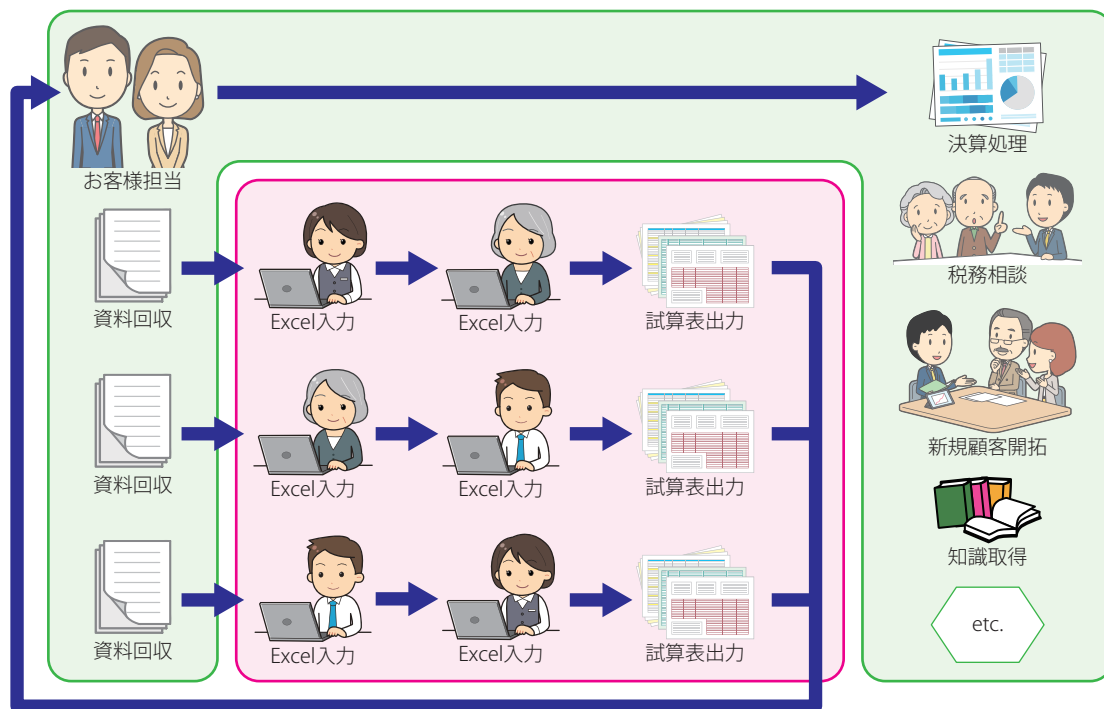 お客様担当
決算処理
税務相談
資料回収
Excel入力
Excel入力
試算表出力
新規顧客開拓
資料回収
Excel入力
Excel入力
試算表出力
知識取得
資料回収
Excel入力
Excel入力
試算表出力
etc.